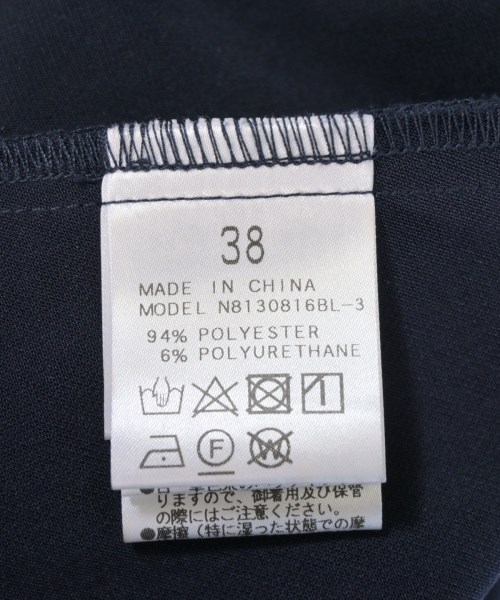 38
MADE IN CHINA
MODEL N8130816BL-3
94% POLYESTER
6% POLYURETHANE
F
W
りますので、御着用及び保管
の際にはご注意ください。
●摩擦(特に湿った状態での摩